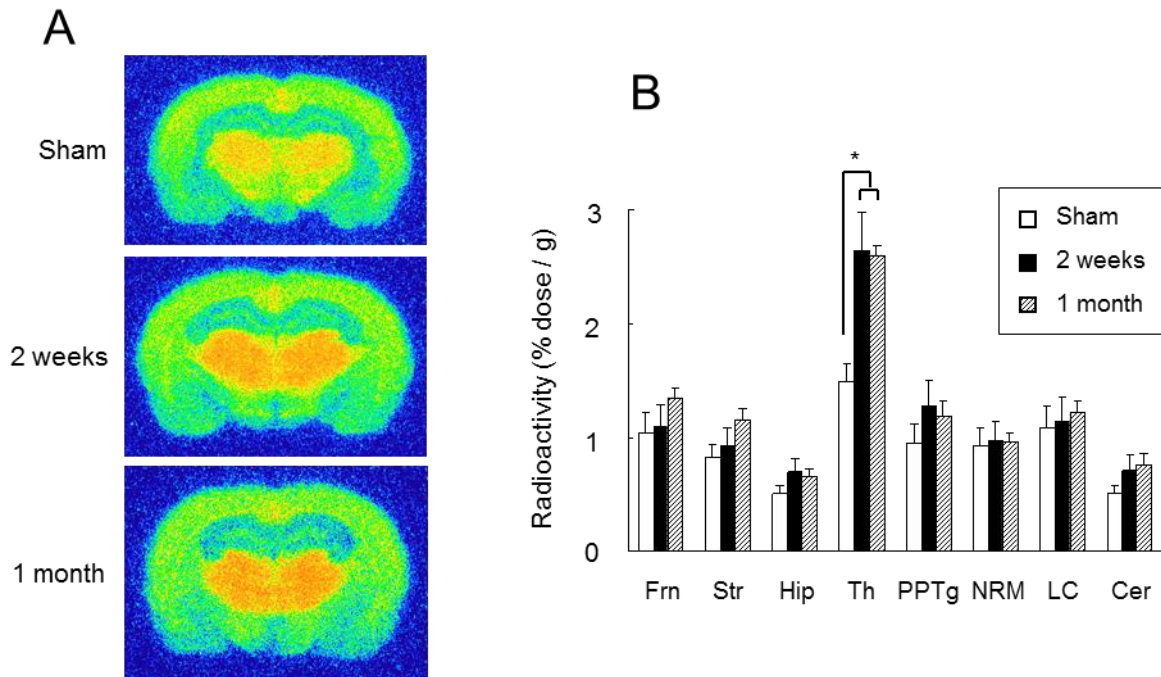 A
Sham
2 weeks
1 month
B
*
Radioactivity (% dose / g)
3
2
1
0
Sham
2 weeks
1 month
Frn Str Hip Th PPTg NRM LC Cer